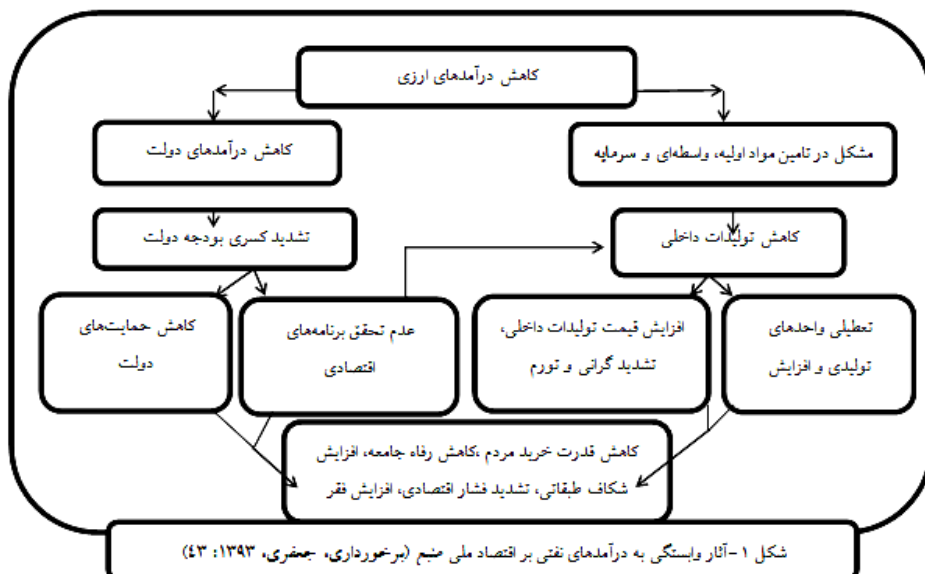 کاهش درآمدهای ارزی
مشکل در تامین مواد اولیه، واسطه‌ای و سرمایه
کاهش درآمدهای دولت
کاهش تولیدات داخلی
تشدید کسری بودجه دولت
تعطیلی واحدهای
تولیدی و افزایش
افزایش قیمت تولیدات داخلی،
تشدید گرانی و تورم
عدم تحقق برنامه‌های
اقتصادی
کاهش حمایت‌های
دولت
کاهش قدرت خرید مردم ،کاهش رفاه جامعه، افزایش
شکاف طبقاتی، تشدید فشار اقتصادی، افزایش فقر
شکل ۱-آثار وابستگی به درآمدهای نفتی بر اقتصاد ملی منبع (برخورداری، جعفری، ۱۳۹۳: ۴۳)